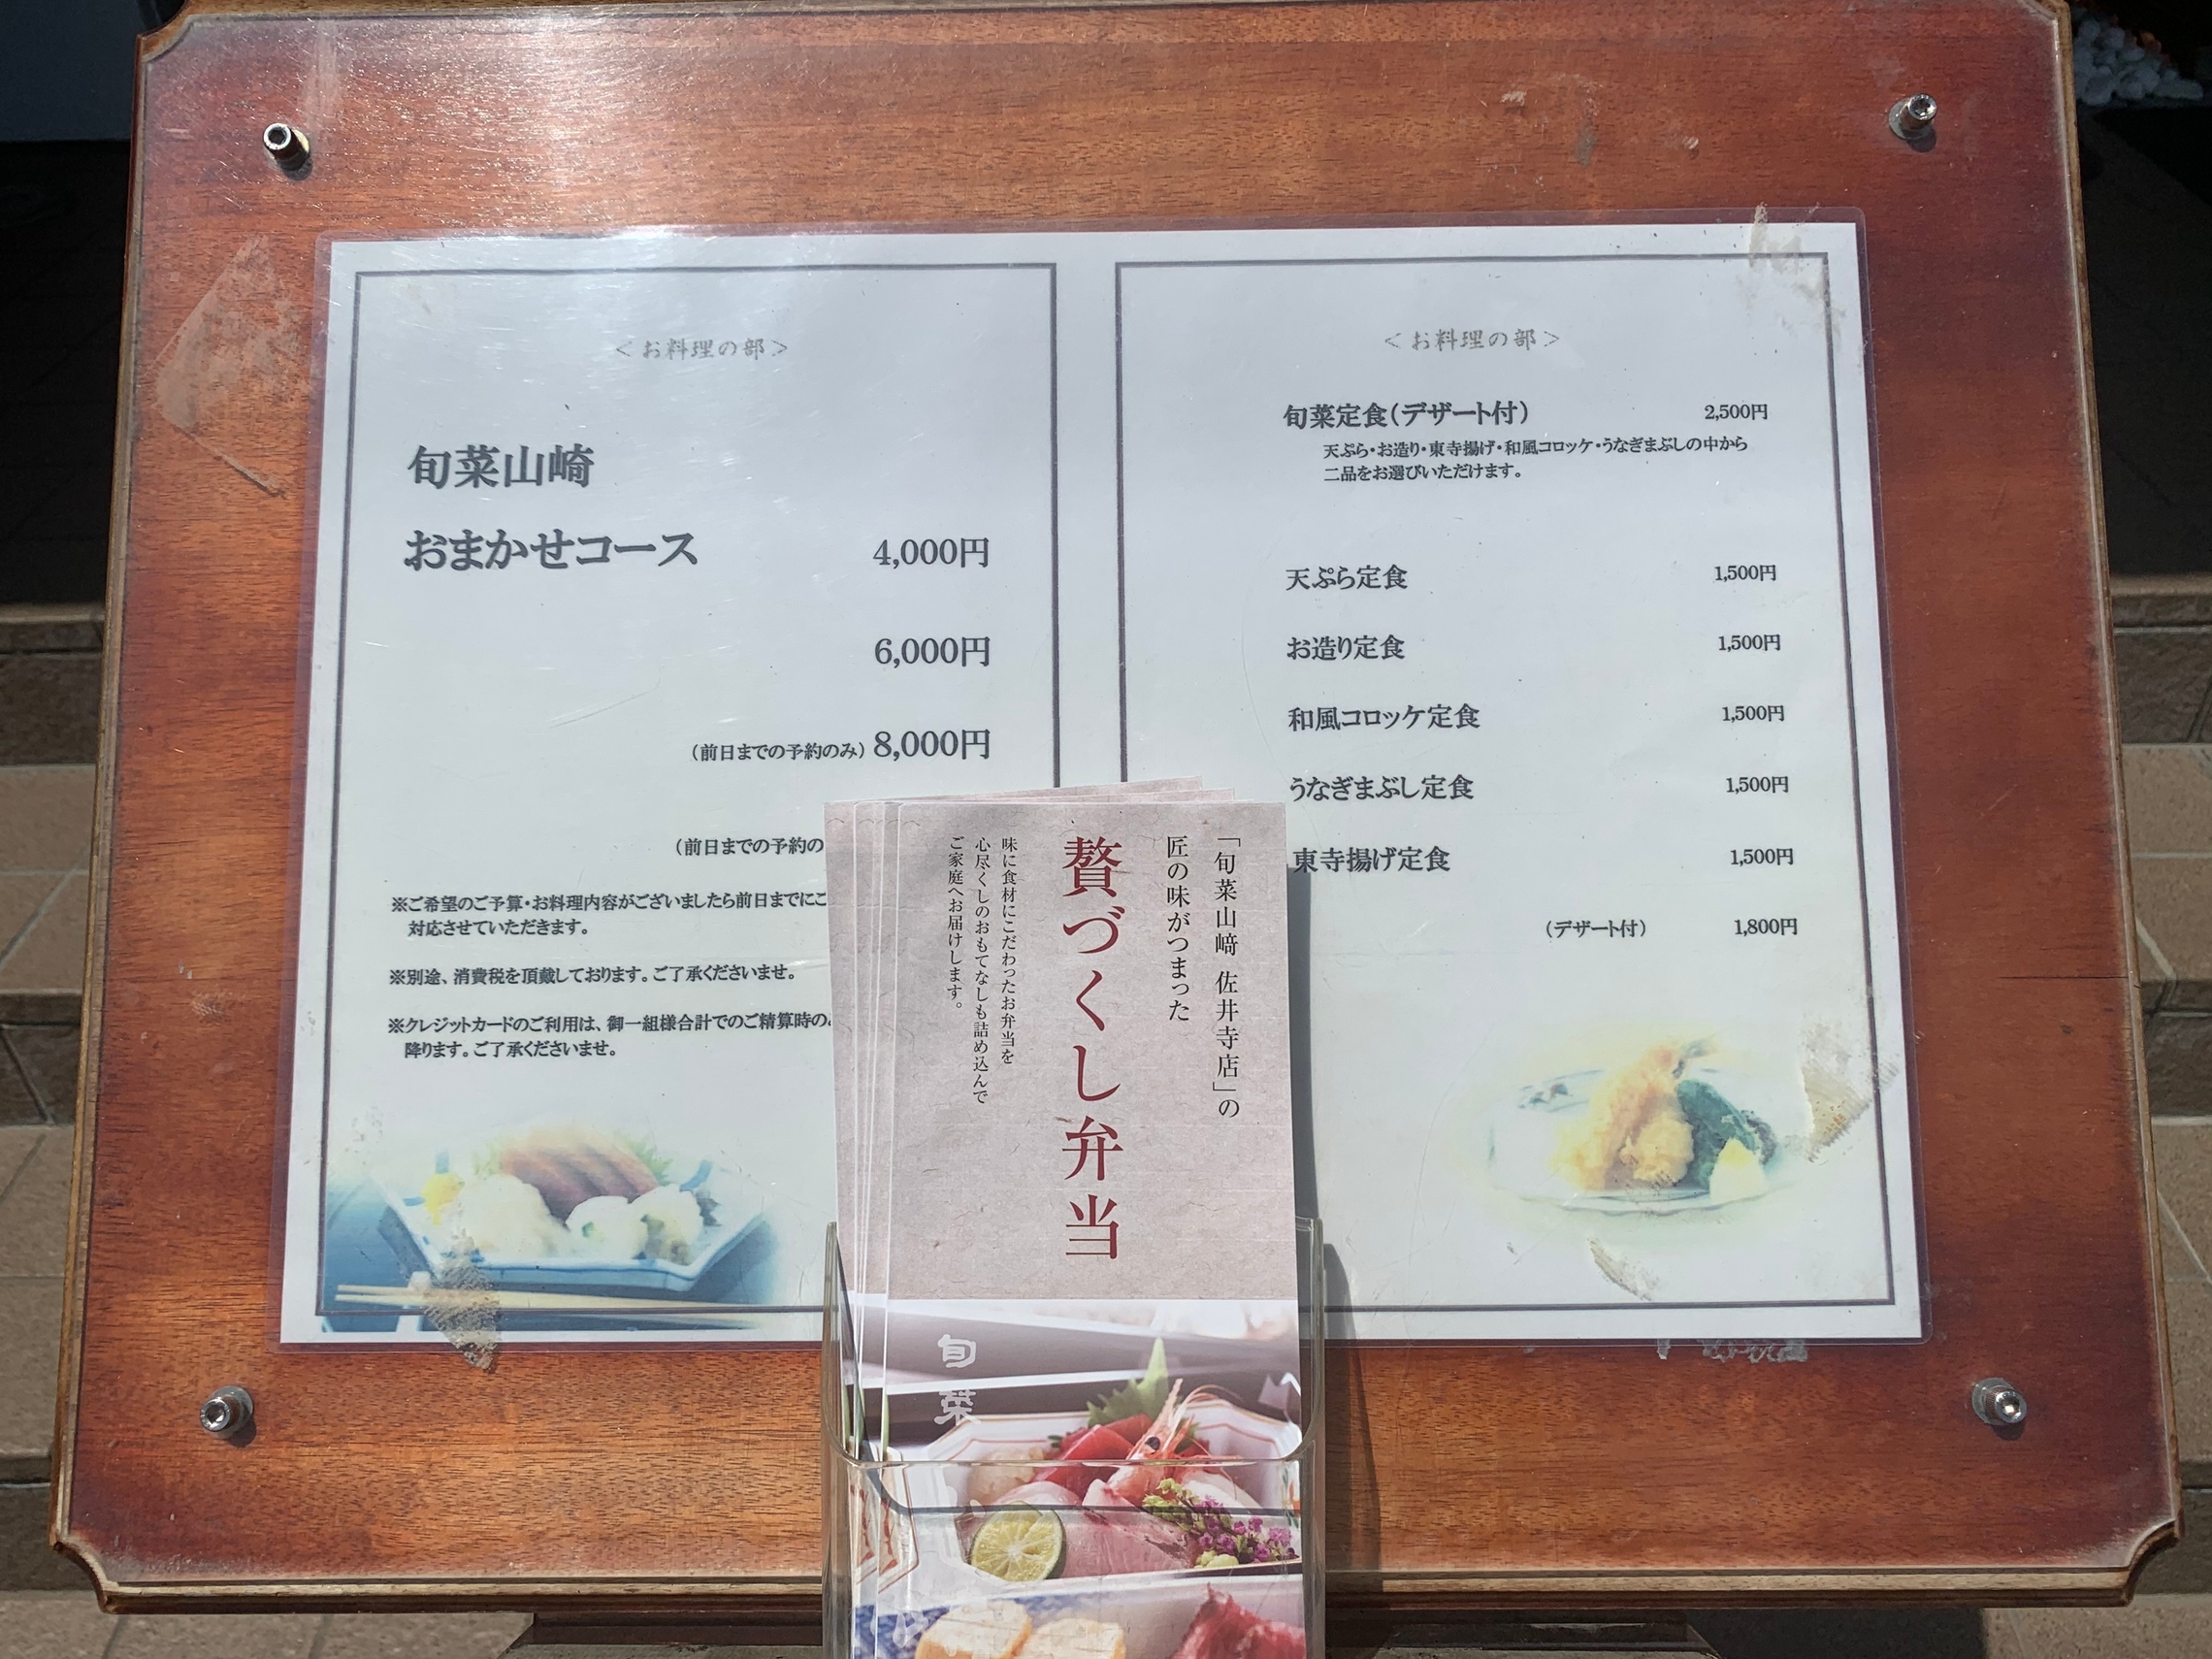 ＜お料理の部＞
旬菜山崎
おまかせコース 4,000円
6,000円
(前日までの予約のみ) 8,000円
(前日までの予約の
※ご希望のご予算・お料理内容がございましたら前日までにご
対応させていただきます。
※別途、消費税を頂戴しております。ご了承くださいませ。
※クレジットカードのご利用は、御一組様合計でのご精算時の
降ります。ご了承くださいませ。
＜お料理の部＞
旬菜定食(デザート付) 2,500円
天ぷら・お造り・東寺揚げ・和風コロッケ・うなぎまぶしの中から
二品をお選びいただけます。
天ぷら定食 1,500円
お造り定食 1,500円
和風コロッケ定食 1,500円
うなぎまぶし定食 1,500円
東寺揚げ定食 1,500円
(デザート付) 1,800円
「旬菜山﨑 佐井寺店」の
匠の味がつまった
贅づくし弁当
味に食材にこだわったお弁当を
心尽くしのおもてなしも詰め込んで
ご家庭へお届けします。
旬菜